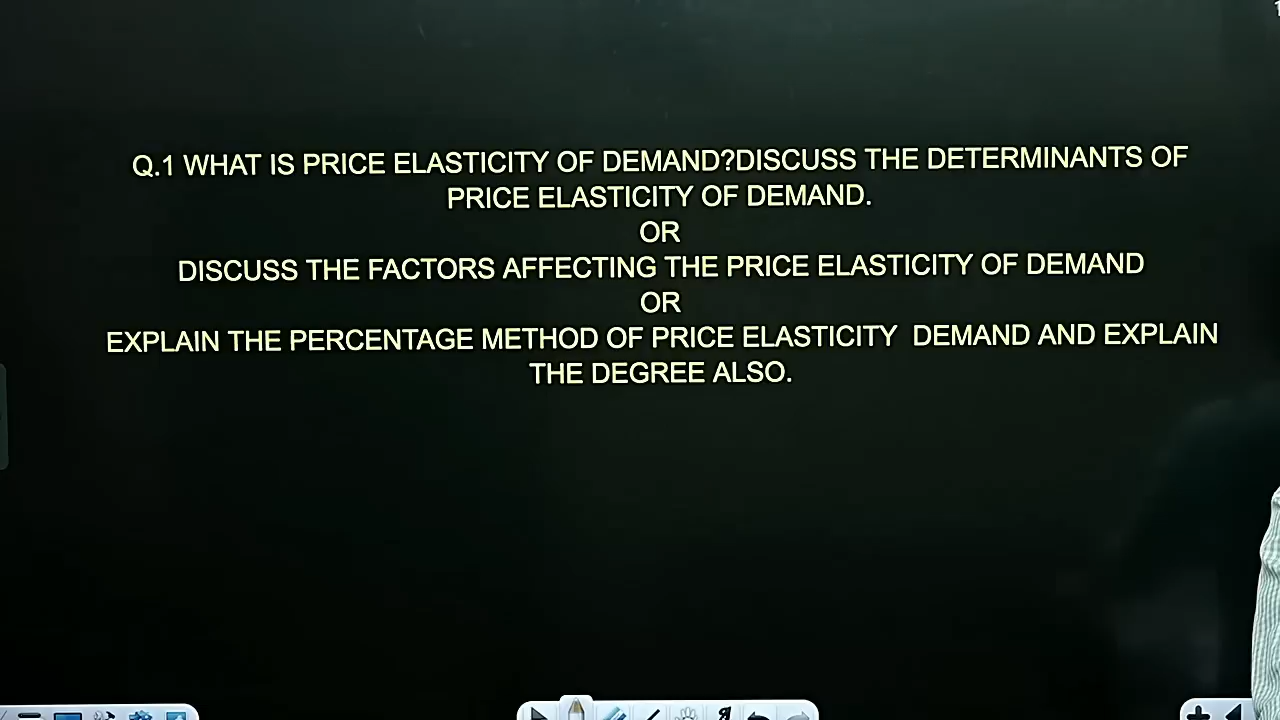 Q.1 WHAT IS PRICE ELASTICITY OF DEMAND?DISCUSS THE DETERMINANTS OF
PRICE ELASTICITY OF DEMAND.
OR
DISCUSS THE FACTORS AFFECTING THE PRICE ELASTICITY OF DEMAND
OR
EXPLAIN THE PERCENTAGE METHOD OF PRICE ELASTICITY DEMAND AND EXPLAIN
THE DEGREE ALSO.